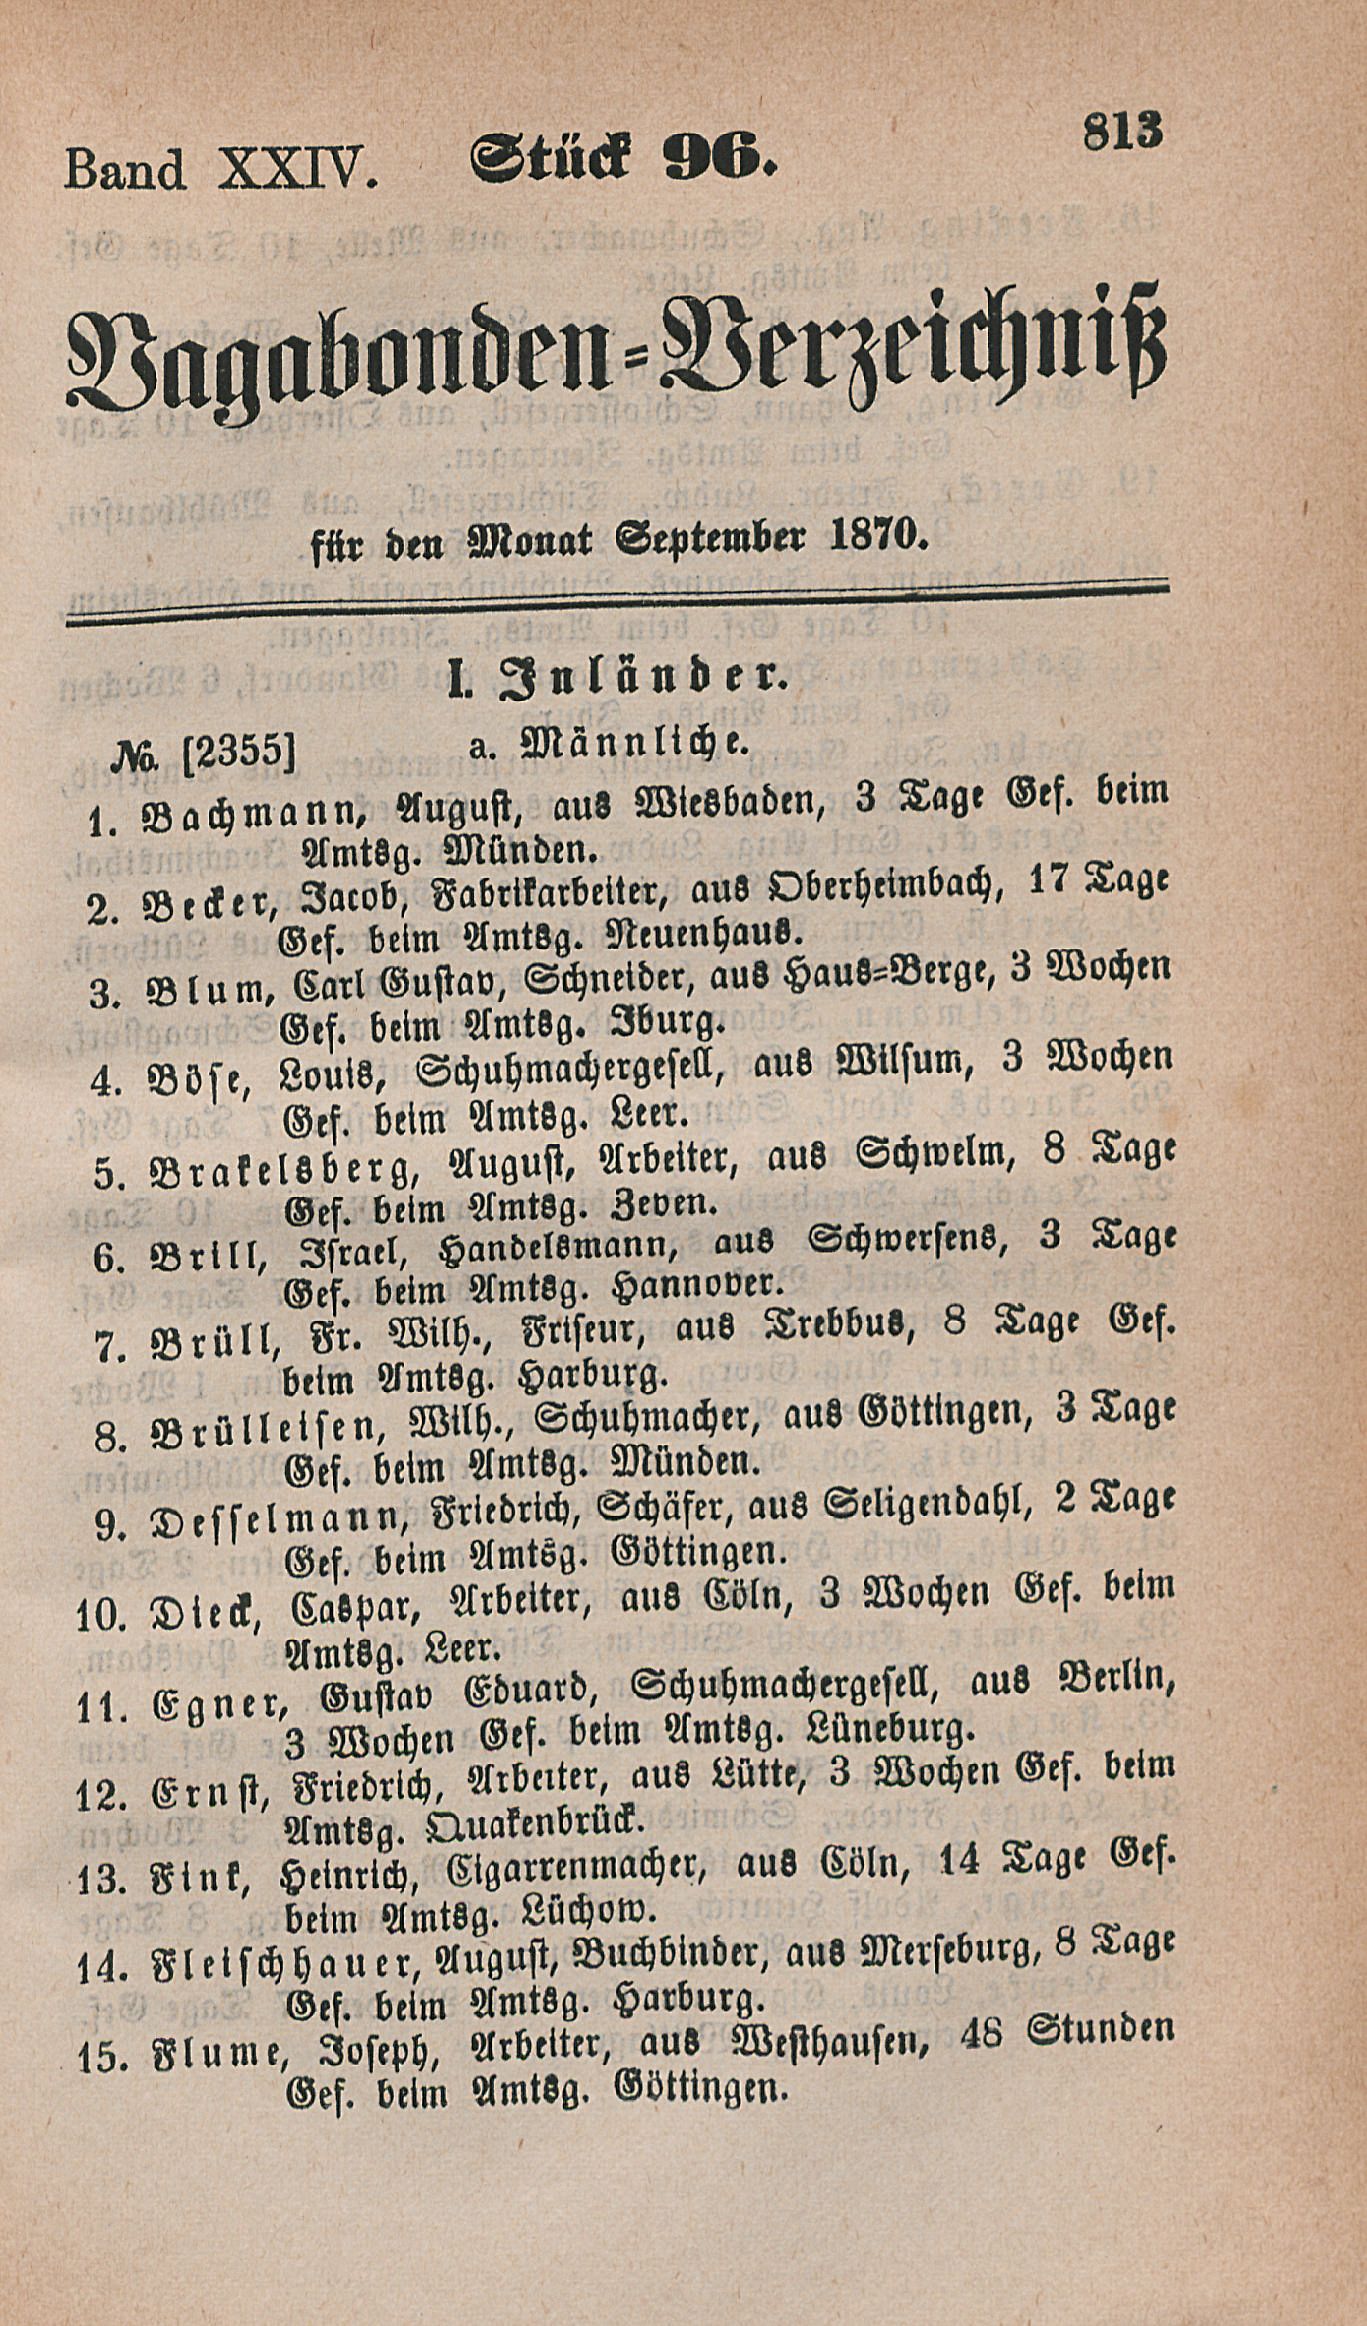 Band XXIV. Stück 96. 813
Vagabonden-Verzeichniß
für den Monat September 1870.
I. Inländer.
No. [2355] a. Männliche.
1. Bachmann, August, aus Wiesbaden, 3 Tage Gef. beim
Amtsg. Münden.
2. Becker, Jacob, Fabrikarbeiter, aus Oberheimbach, 17 Tage
Gef. beim Amtsg. Neuenhaus.
3. Blum, Carl Gustav, Schneider, aus Haus-Berge, 3 Wochen
Gef. beim Amtsg. Iburg.
4. Böse, Louis, Schuhmachergesell, aus Wilsum, 3 Wochen
Gef. beim Amtsg. Leer.
5. Brakelsberg, August, Arbeiter, aus Schwelm, 8 Tage
Gef. beim Amtsg. Zeven.
6. Brill, Israel, Handelsmann, aus Schwersens, 3 Tage
Gef. beim Amtsg. Hannover.
7. Brüll, Fr. Wilh., Friseur, aus Trebbus, 8 Tage Gef.
beim Amtsg. Harburg.
8. Brülleisen, Wilh., Schuhmacher, aus Göttingen, 3 Tage
Gef. beim Amtsg. Münden.
9. Desselmann, Friedrich, Schäfer, aus Seligendahl, 2 Tage
Gef. beim Amtsg. Göttingen.
10. Dieck, Caspar, Arbeiter, aus Cöln, 3 Wochen Gef. beim
Amtsg. Leer.
11. Egner, Gustav Eduard, Schuhmachergesell, aus Berlin,
3 Wochen Gef. beim Amtsg. Lüneburg.
12. Ernst, Friedrich, Arbeiter, aus Lütte, 3 Wochen Gef. beim
Amtsg. Quakenbrück.
13. Fink, Heinrich, Cigarrenmacher, aus Cöln, 14 Tage Gef.
beim Amtsg. Lüchow.
14. Fleischhauer, August, Buchbinder, aus Merseburg, 8 Tage
Gef. beim Amtsg. Harburg.
15. Flume, Joseph, Arbeiter, aus Westhausen, 48 Stunden
Gef. beim Amtsg. Göttingen.